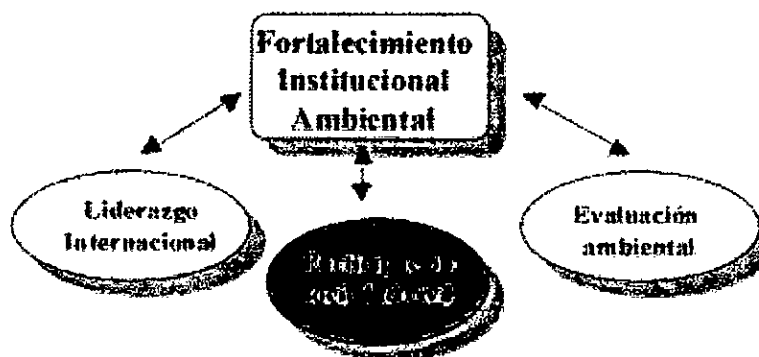 Fortalecimiento
Institucional
Ambiental
Liderazgo
Internacional
Evaluación
ambiental